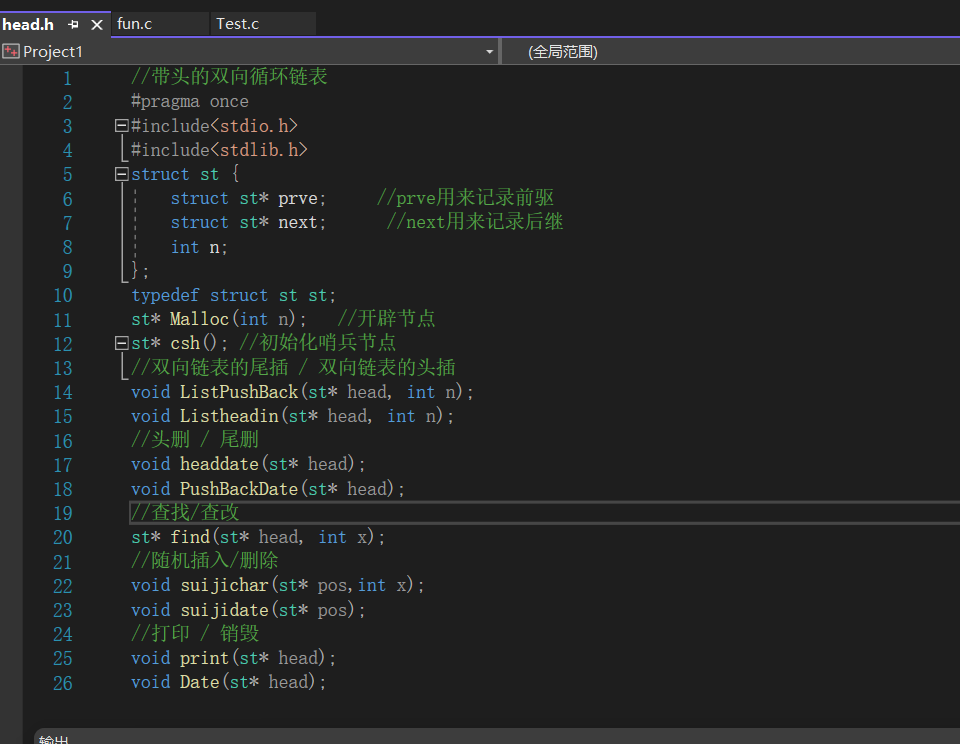 head.h fun.c Test.c
Project1 (全局范围)
1 //带头的双向循环链表
2 #pragma once
3 #include<stdio.h>
4 #include<stdlib.h>
5 struct st {
6 struct st* prve; //prve用来记录前驱
7 struct st* next; //next用来记录后继
8 int n;
9 };
10 typedef struct st st;
11 st* Malloc(int n); //开辟节点
12 st* csh(); //初始化哨兵节点
13 //双向链表的尾插 / 双向链表的头插
14 void ListPushBack(st* head, int n);
15 void Listheadin(st* head, int n);
16 //头删 / 尾删
17 void headdate(st* head);
18 void PushBackDate(st* head);
19 //查找/查改
20 st* find(st* head, int x);
21 //随机插入/删除
22 void suijichar(st* pos,int x);
23 void suijidate(st* pos);
24 //打印 / 销毁
25 void print(st* head);
26 void Date(st* head);
输出